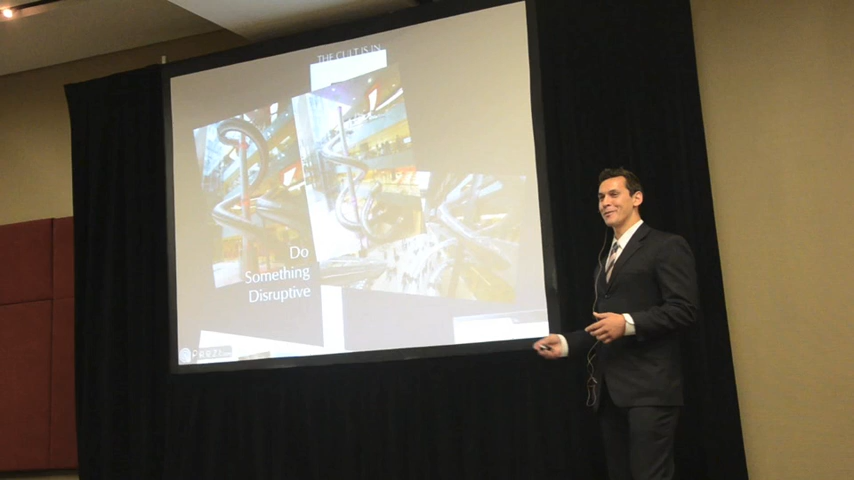 THE CULT IS IN
Do
Something
Disruptive
PREZI